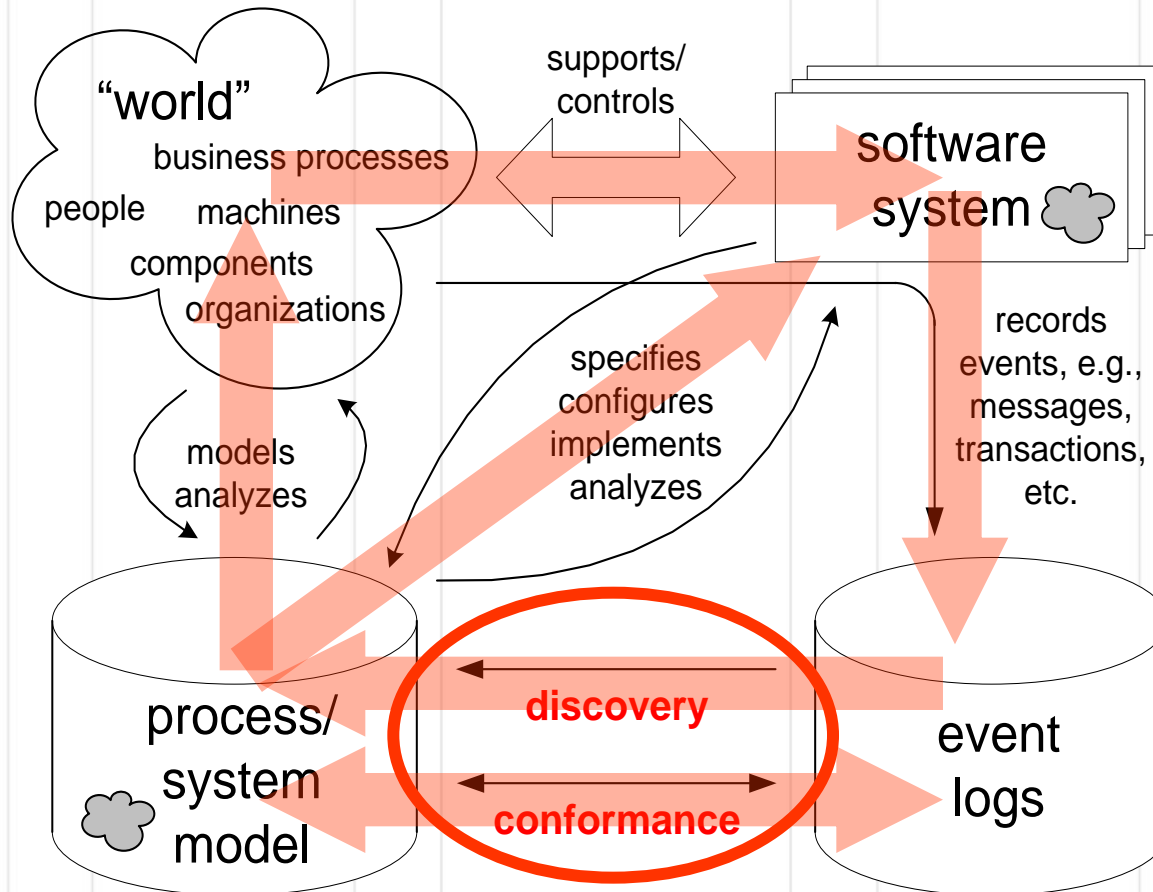 “world”
business processes
people
machines
components
organizations
supports/
controls
software
system
models
analyzes
specifies
configures
implements
analyzes
records
events, e.g.,
messages,
transactions,
etc.
process/
system
model
discovery
conformance
event
logs